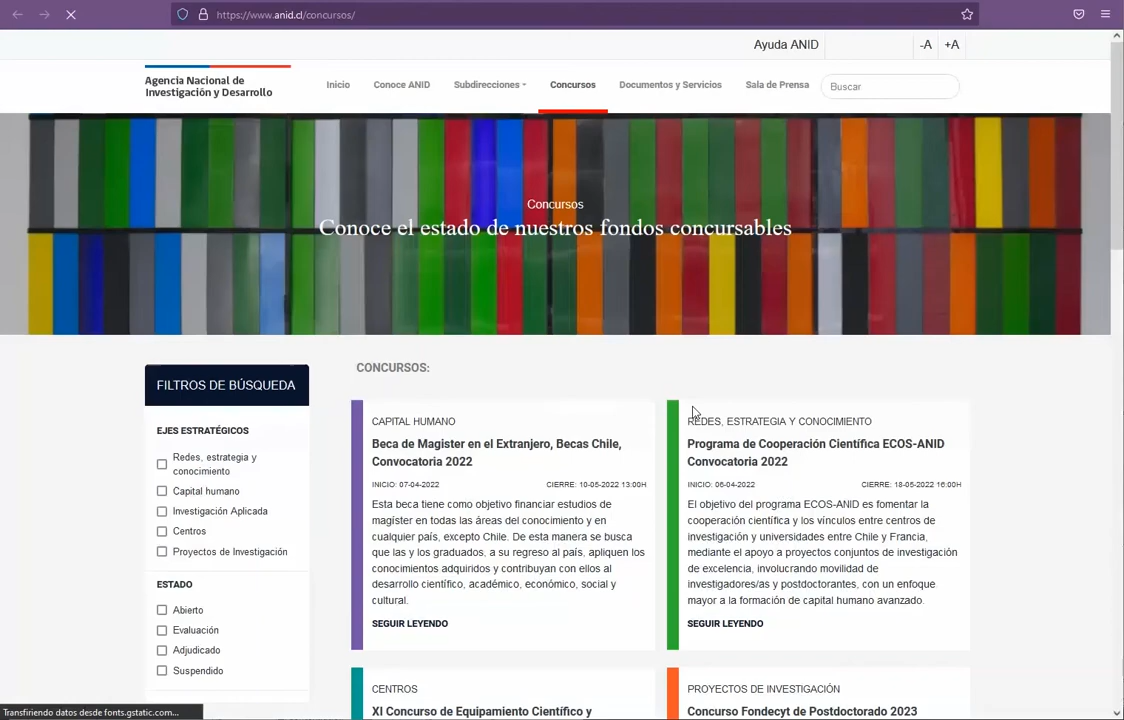 https://www.anid.cl/concursos/
Ayuda ANID
-A
+A
Agencia Nacional de
Investigación y Desarrollo
Inicio
Conoce ANID
Subdirecciones
Concursos
Documentos y Servicios
Sala de Prensa
Buscar
Concursos
Conoce el estado de nuestros fondos concursables
FILTROS DE BÚSQUEDA
EJES ESTRATÉGICOS
Redes, estrategia y
conocimiento
Capital humano
Investigación Aplicada
Centros
Proyectos de Investigación
ESTADO
Abierto
Evaluación
Adjudicado
Suspendido
CONCURSOS:
CAPITAL HUMANO
Beca de Magister en el Extranjero, Becas Chile,
Convocatoria 2022
INICIO: 07-04-2022 CIERRE: 10-05-2022 13:00H
Esta beca tiene como objetivo financiar estudios de
magíster en todas las áreas del conocimiento y en
cualquier país, excepto Chile. De esta manera se busca
que las y los graduados, a su regreso al país, apliquen los
conocimientos adquiridos y contribuyan con ellos al
desarrollo científico, académico, económico, social y
cultural.
SEGUIR LEYENDO
REDES, ESTRATEGIA Y CONOCIMIENTO
Programa de Cooperación Científica ECOS-ANID
Convocatoria 2022
INICIO: 06-04-2022 CIERRE: 18-05-2022 16:00H
El objetivo del programa ECOS-ANID es fomentar la
cooperación científica y los vínculos entre centros de
investigación y universidades entre Chile y Francia,
mediante el apoyo a proyectos conjuntos de investigación
de excelencia, involucrando movilidad de
investigadores/as y postdoctorantes, con un enfoque
mayor a la formación de capital humano avanzado.
SEGUIR LEYENDO
CENTROS
XI Concurso de Equipamiento Científico y
PROYECTOS DE INVESTIGACIÓN
Concurso Fondecyt de Postdoctorado 2023
Transfiriendo datos desde fonts.gstatic.com...